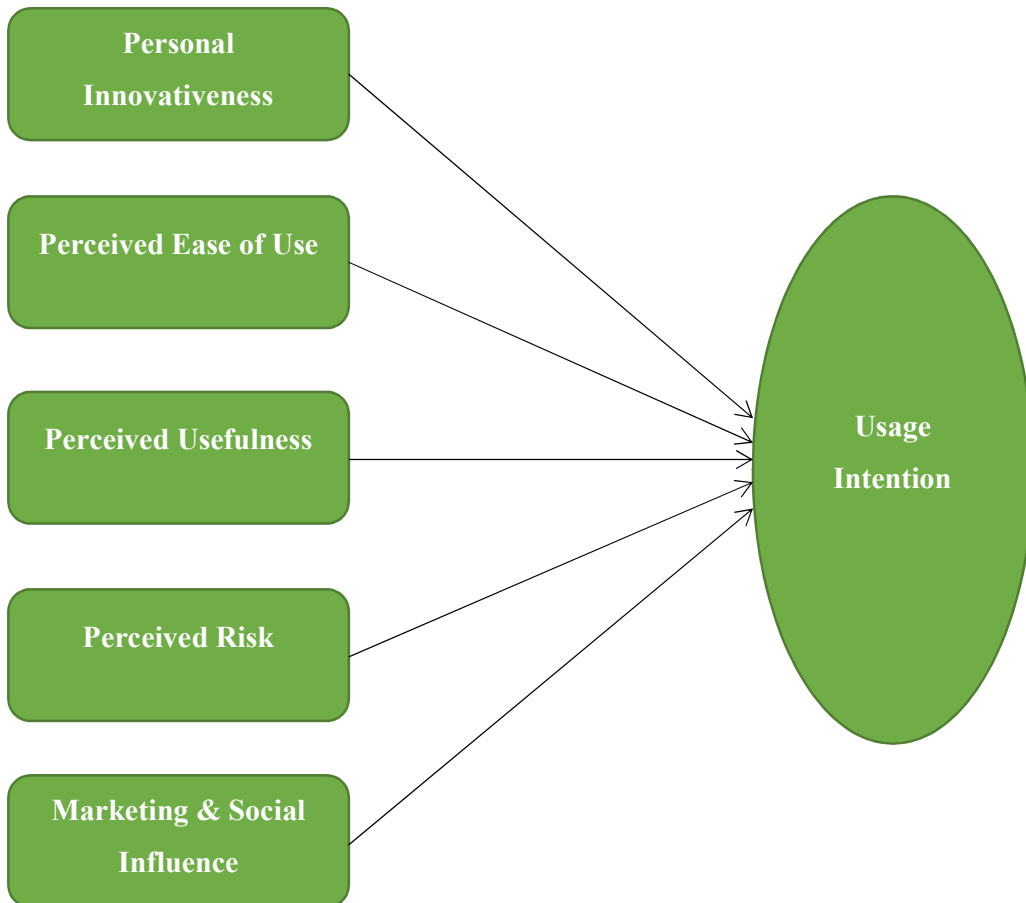 Personal
Innovativeness
Perceived Ease of Use
Perceived Usefulness
Usage
Intention
Perceived Risk
Marketing & Social
Influence